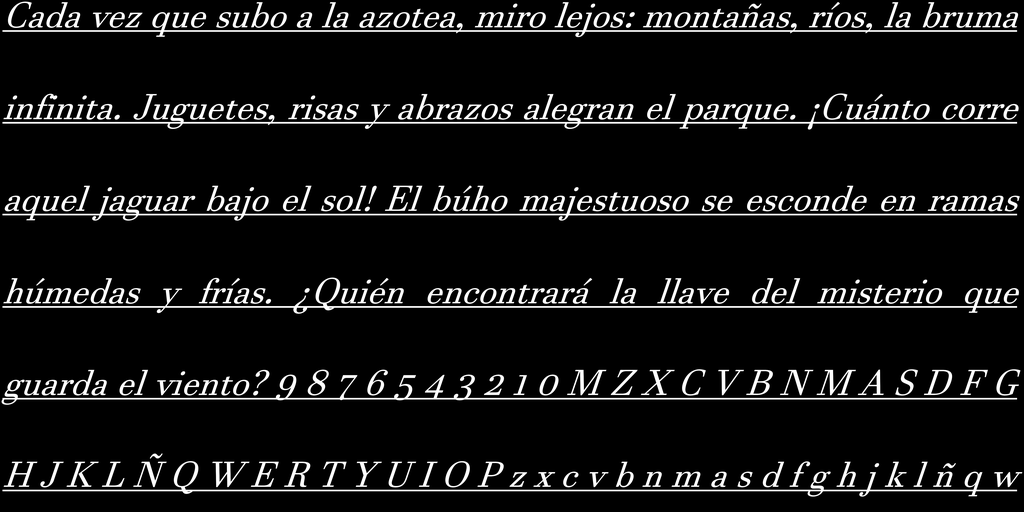 Cada vez que subo a la azotea, miro lejos: montañas, ríos, la bruma
infinita. Juguetes, risas y abrazos alegran el parque. ¡Cuánto corre
aquel jaguar bajo el sol! El búho majestuoso se esconde en ramas
húmedas y frías. ¿Quién encontrará la llave del misterio que
guarda el viento? 9 8 7 6 5 4 3 2 1 0 M Z X C V B N M A S D F G
H J K L Ñ Q W E R T Y U I O P z x c v b n m a s d f g h j k l ñ q w